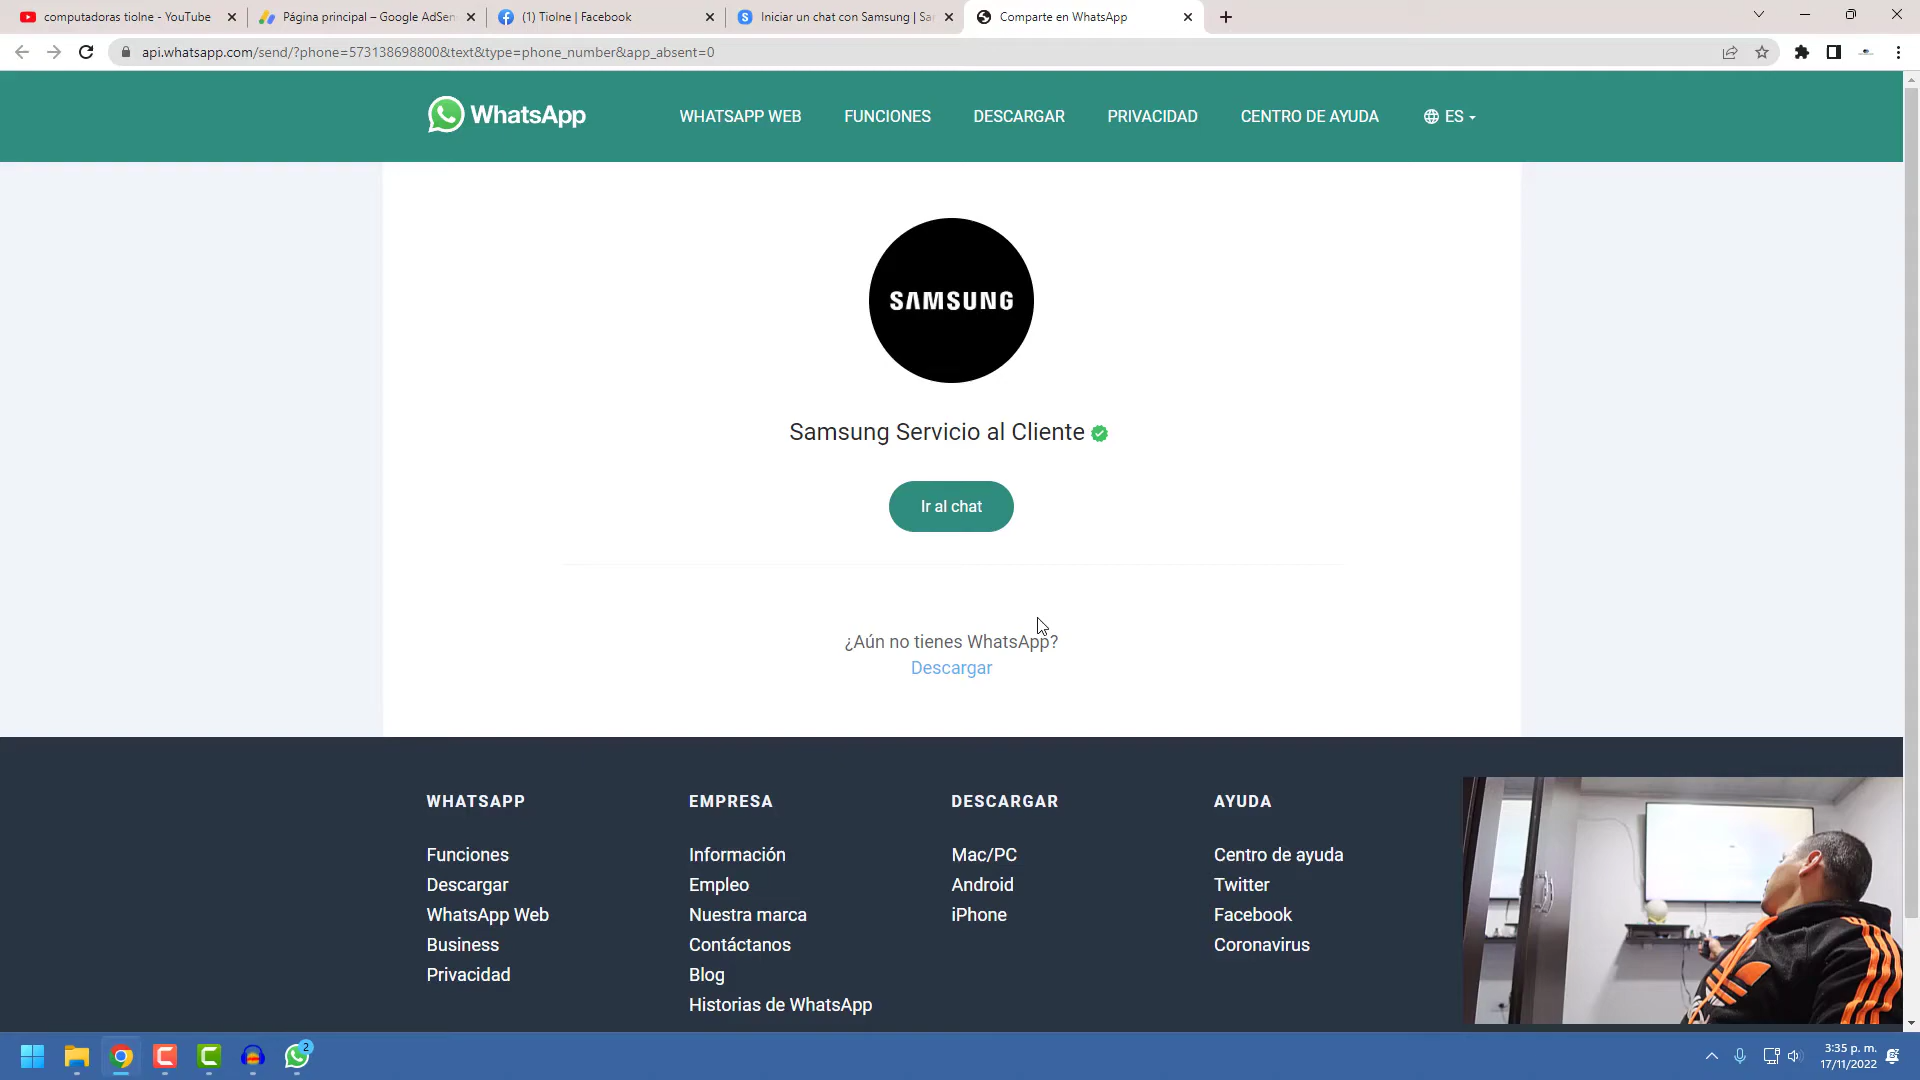 computadoras tiolne - YouTube
Página principal – Google AdSen
(1) Tiolne | Facebook
Iniciar un chat con Samsung | Sa
Comparte en WhatsApp
api.whatsapp.com/send/?phone=573138698800&text&type=phone_number&app_absent=0
WhatsApp
WHATSAPP WEB
FUNCIONES
DESCARGAR
PRIVACIDAD
CENTRO DE AYUDA
ES
SAMSUNG
Samsung Servicio al Cliente
Ir al chat
¿Aún no tienes WhatsApp?
Descargar
WHATSAPP
Funciones
Descargar
WhatsApp Web
Business
Privacidad
EMPRESA
Información
Empleo
Nuestra marca
Contáctanos
Blog
Historias de WhatsApp
DESCARGAR
Mac/PC
Android
iPhone
AYUDA
Centro de ayuda
Twitter
Facebook
Coronavirus
2
3:35 p. m.
17/11/2022